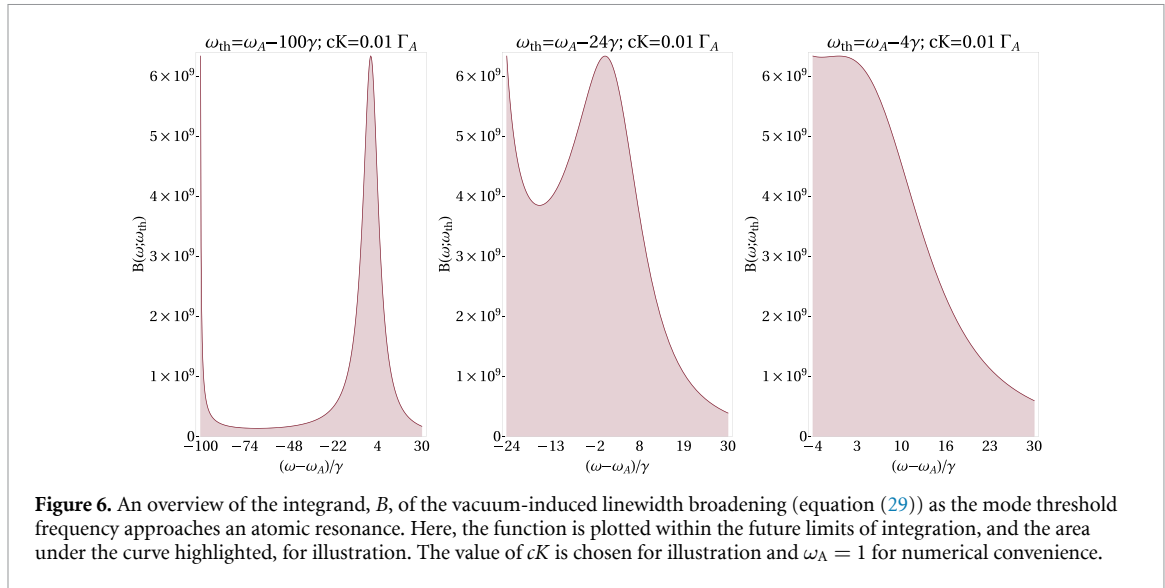 ω_th=ω_A−100γ; cK=0.01 Γ_A
6×10⁹
5×10⁹
4×10⁹
3×10⁹
2×10⁹
1×10⁹
0
B(ω;ω_th)
−100 −74 −48 −22 4 30
(ω−ω_A)/γ
ω_th=ω_A−24γ; cK=0.01 Γ_A
6×10⁹
5×10⁹
4×10⁹
3×10⁹
2×10⁹
1×10⁹
0
B(ω;ω_th)
−24 −13 −2 8 19 30
(ω−ω_A)/γ
ω_th=ω_A−4γ; cK=0.01 Γ_A
6×10⁹
5×10⁹
4×10⁹
3×10⁹
2×10⁹
1×10⁹
0
B(ω;ω_th)
−4 3 10 16 23 30
(ω−ω_A)/γ
Figure 6. An overview of the integrand, B, of the vacuum-induced linewidth broadening (equation (29)) as the mode threshold
frequency approaches an atomic resonance. Here, the function is plotted within the future limits of integration, and the area
under the curve highlighted, for illustration. The value of cK is chosen for illustration and ω_A = 1 for numerical convenience.